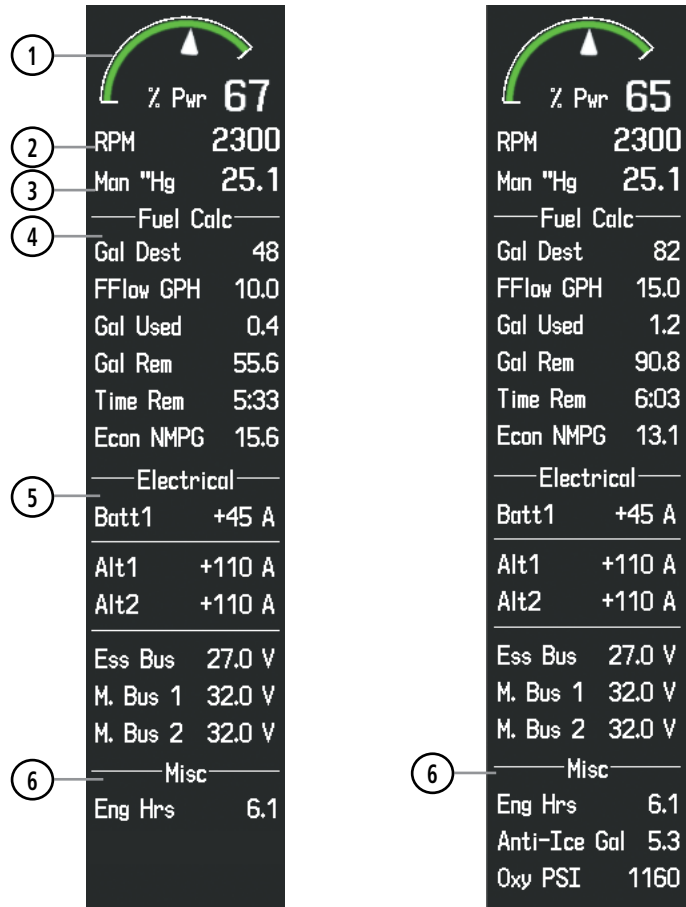 1
% Pwr 67
2 RPM 2300
3 Man "Hg 25.1
4 Fuel Calc
Gal Dest 48
FFlow GPH 10.0
Gal Used 0.4
Gal Rem 55.6
Time Rem 5:33
Econ NMPG 15.6
5 Electrical
Batt1 +45 A
Alt1 +110 A
Alt2 +110 A
Ess Bus 27.0 V
M. Bus 1 32.0 V
M. Bus 2 32.0 V
6 Misc
Eng Hrs 6.1
% Pwr 65
RPM 2300
Man "Hg 25.1
Fuel Calc
Gal Dest 82
FFlow GPH 15.0
Gal Used 1.2
Gal Rem 90.8
Time Rem 6:03
Econ NMPG 13.1
Electrical
Batt1 +45 A
Alt1 +110 A
Alt2 +110 A
Ess Bus 27.0 V
M. Bus 1 32.0 V
M. Bus 2 32.0 V
6 Misc
Eng Hrs 6.1
Anti-Ice Gal 5.3
Oxy PSI 1160